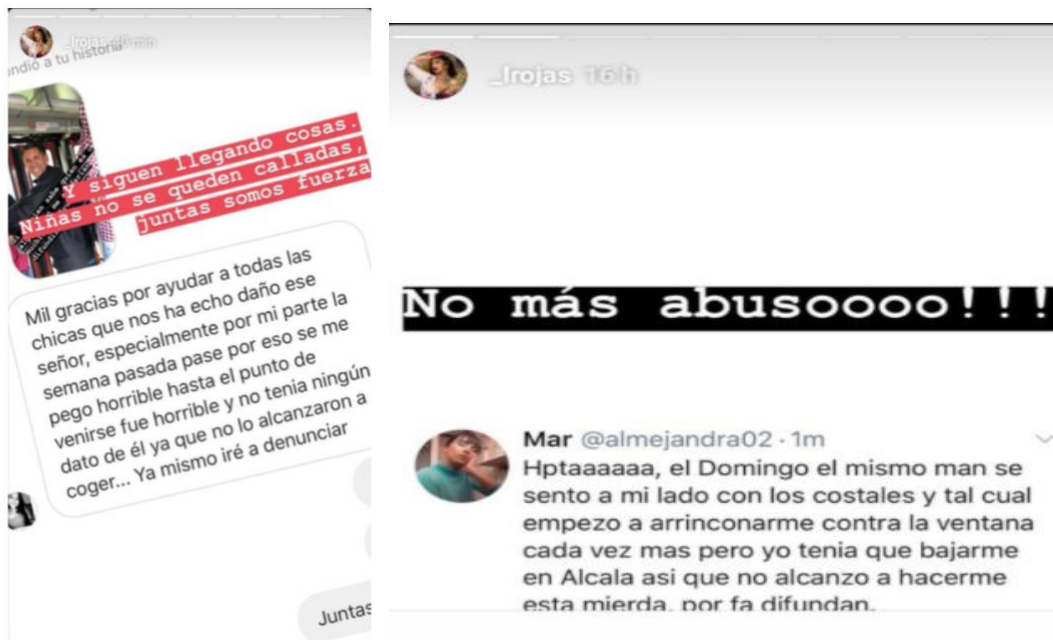 _lrojas 40 min
ondió a tu historia
Y siguen llegando cosas.
Niñas no se queden calladas,
juntas somos fuerza
Mil gracias por ayudar a todas las
chicas que nos ha echo daño ese
señor, especialmente por mi parte la
semana pasada pase por eso se me
pego horrible hasta el punto de
venirse fue horrible y no tenia ningún
dato de él ya que no lo alcanzaron a
coger... Ya mismo iré a denunciar
Juntas
_lrojas 16 h
No más abusoooo!!!
Mar @almejandra02 · 1m
Hptaaaaaa, el Domingo el mismo man se
sento a mi lado con los costales y tal cual
empezo a arrinconarme contra la ventana
cada vez mas pero yo tenia que bajarme
en Alcala asi que no alcanzo a hacerme
esta mierda, por fa difundan.